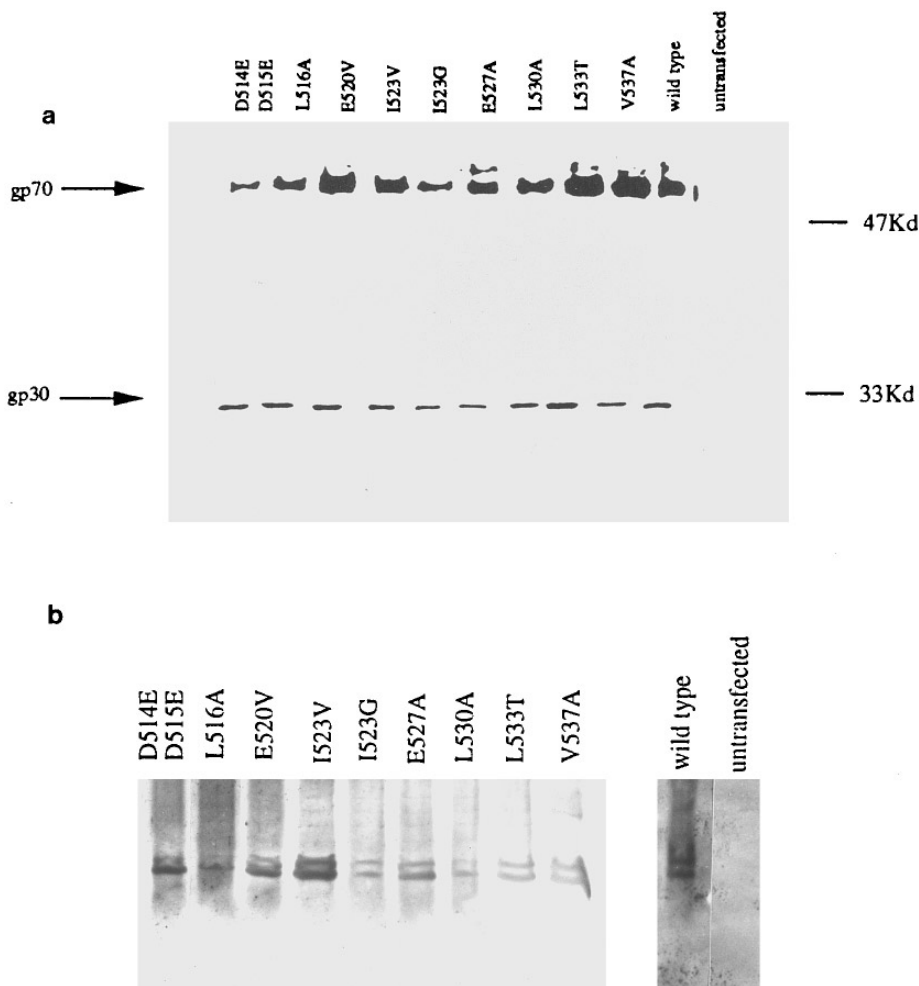 D514E
D515E
L516A
E520V
I523V
I523G
E527A
L530A
L533T
V537A
wild type
untransfected
a
gp70
47Kd
gp30
33Kd
b
D514E
D515E
L516A
E520V
I523V
I523G
E527A
L530A
L533T
V537A
wild type
untransfected